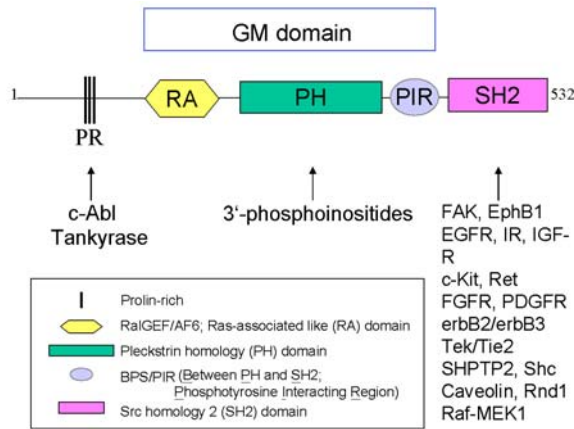 GM domain
1
RA
PH
PIR
SH2
532
PR
c-Abl
Tankyrase
3'-phosphoinositides
FAK, EphB1
EGFR, IR, IGF-
R
c-Kit, Ret
FGFR, PDGFR
erbB2/erbB3
Tek/Tie2
SHPTP2, Shc
Caveolin, Rnd1
Raf-MEK1
Prolin-rich
RalGEF/AF6; Ras-associated like (RA) domain
Pleckstrin homology (PH) domain
BPS/PIR (Between PH and SH2;
Phosphotyrosine Interacting Region)
Src homology 2 (SH2) domain